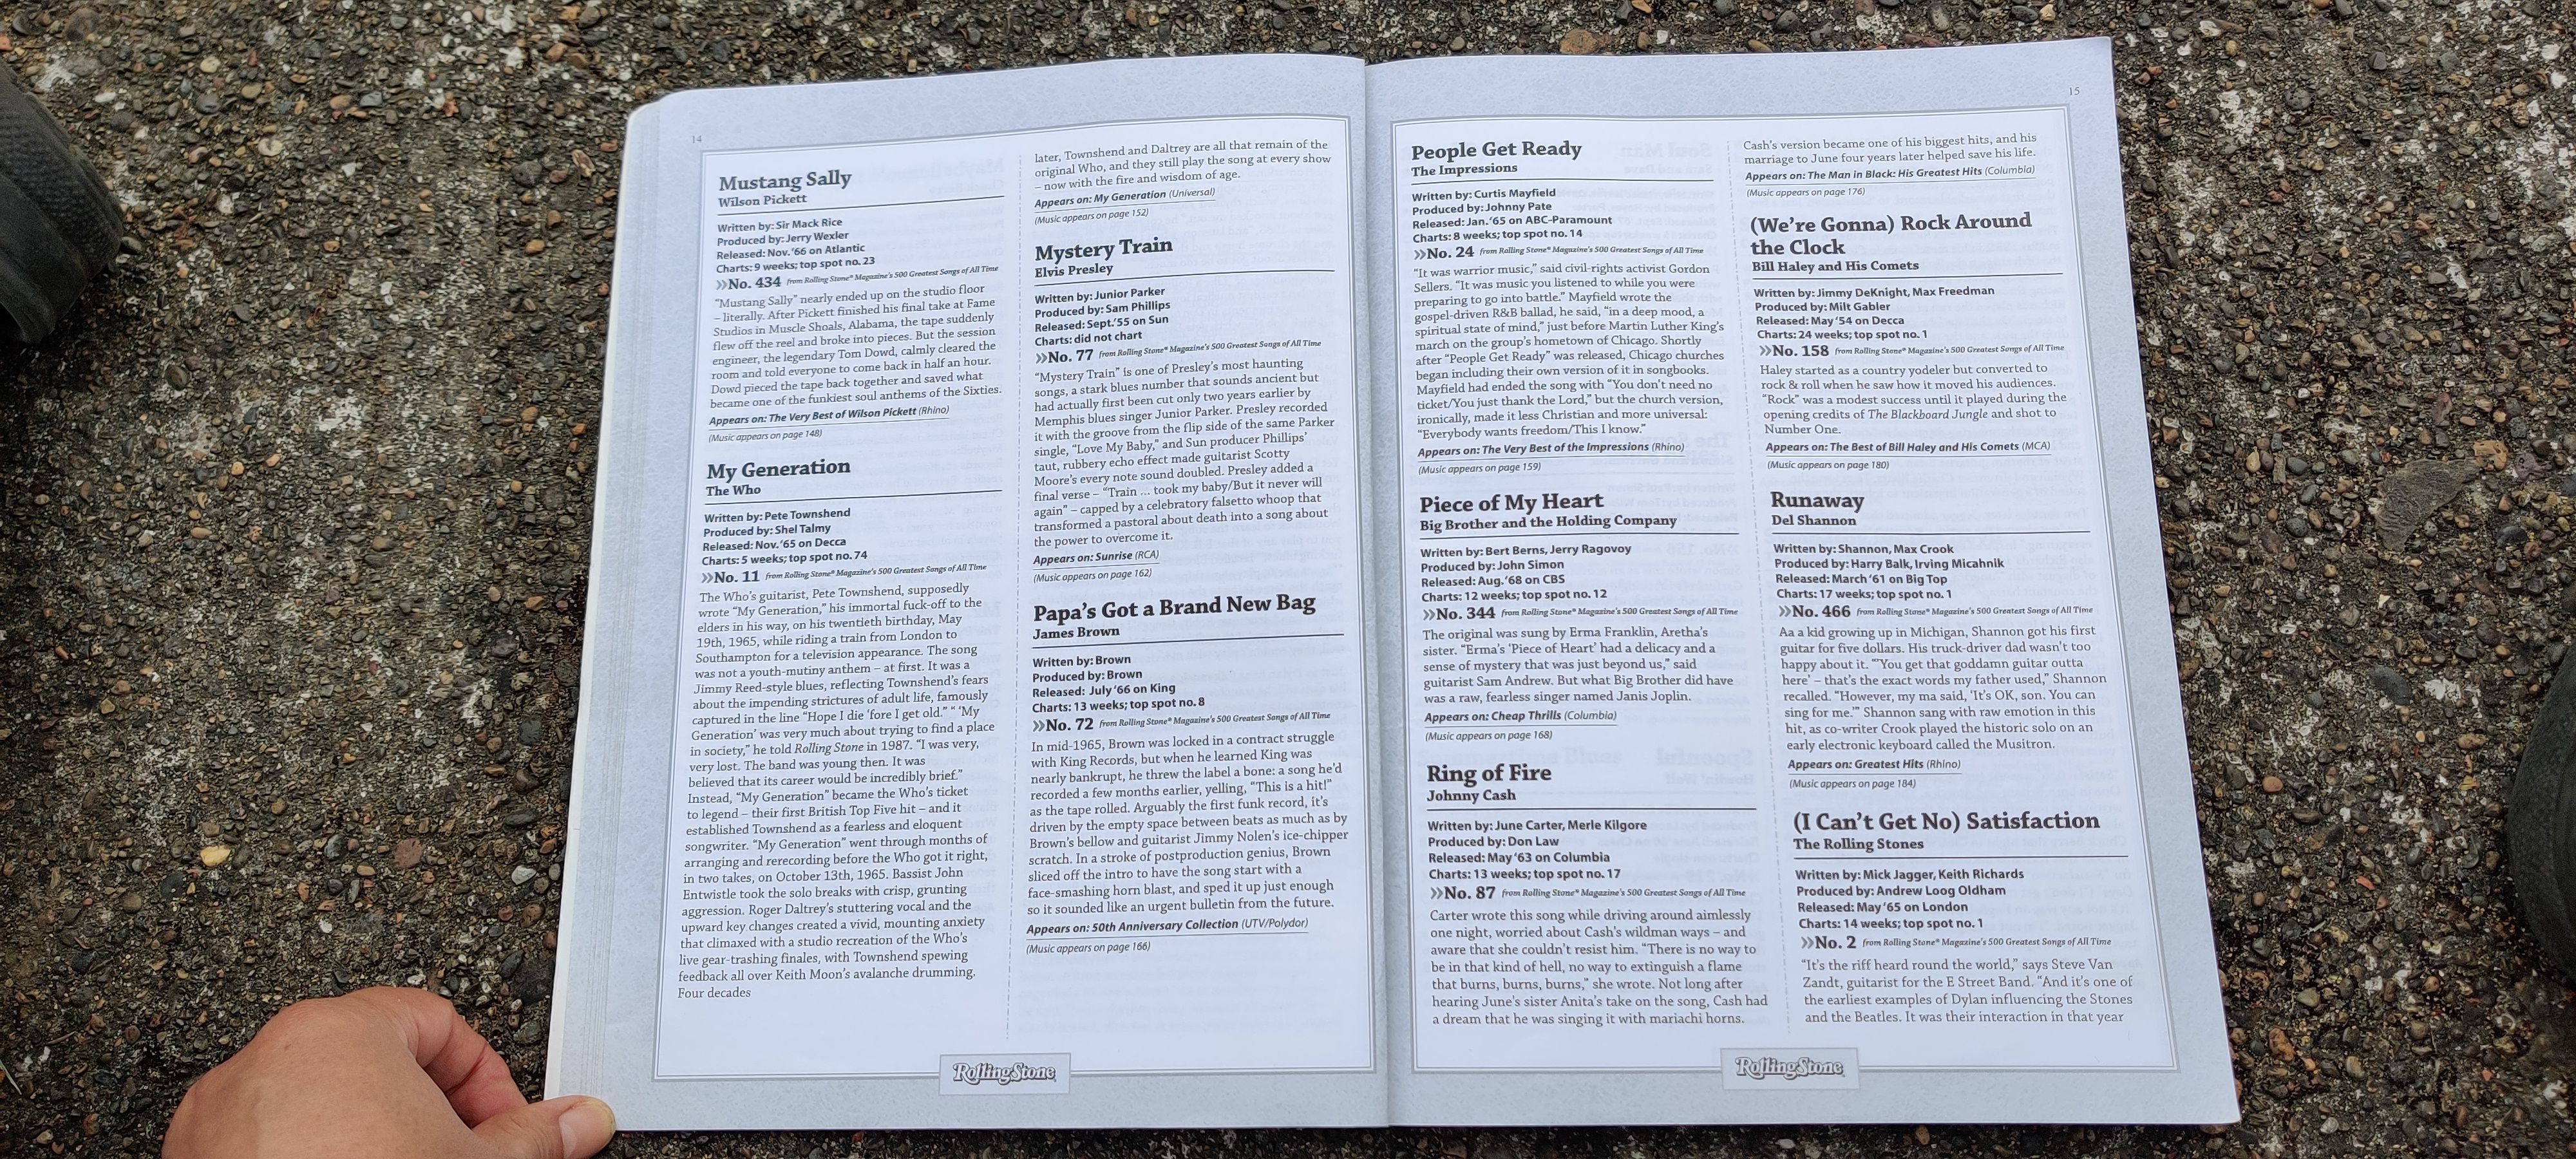 14
Mustang Sally
Wilson Pickett
Written by: Sir Mack Rice
Produced by: Jerry Wexler
Released: Nov. ’66 on Atlantic
Charts: 9 weeks; top spot no. 23
»No. 434 from Rolling Stone® Magazine’s 500 Greatest Songs of All Time
“Mustang Sally” nearly ended up on the studio floor
– literally. After Pickett finished his final take at Fame
Studios in Muscle Shoals, Alabama, the tape suddenly
flew off the reel and broke into pieces. But the session
engineer, the legendary Tom Dowd, calmly cleared the
room and told everyone to come back in half an hour.
Dowd pieced the tape back together and saved what
became one of the funkiest soul anthems of the Sixties.
Appears on: The Very Best of Wilson Pickett (Rhino)
(Music appears on page 148)
My Generation
The Who
Written by: Pete Townshend
Produced by: Shel Talmy
Released: Nov. ’65 on Decca
Charts: 5 weeks; top spot no. 74
»No. 11 from Rolling Stone® Magazine’s 500 Greatest Songs of All Time
The Who’s guitarist, Pete Townshend, supposedly
wrote “My Generation,” his immortal fuck-off to the
elders in his way, on his twentieth birthday, May
19th, 1965, while riding a train from London to
Southampton for a television appearance. The song
was not a youth-mutiny anthem – at first. It was a
Jimmy Reed-style blues, reflecting Townshend’s fears
about the impending strictures of adult life, famously
captured in the line “Hope I die ’fore I get old.” “ ‘My
Generation’ was very much about trying to find a place
in society,” he told Rolling Stone in 1987. “I was very,
very lost. The band was young then. It was
believed that its career would be incredibly brief.”
Instead, “My Generation” became the Who’s ticket
to legend – their first British Top Five hit – and it
established Townshend as a fearless and eloquent
songwriter. “My Generation” went through months of
arranging and rerecording before the Who got it right,
in two takes, on October 13th, 1965. Bassist John
Entwistle took the solo breaks with crisp, grunting
aggression. Roger Daltrey’s stuttering vocal and the
upward key changes created a vivid, mounting anxiety
that climaxed with a studio recreation of the Who’s
live gear-trashing finales, with Townshend spewing
feedback all over Keith Moon’s avalanche drumming.
Four decades
later, Townshend and Daltrey are all that remain of the
original Who, and they still play the song at every show
– now with the fire and wisdom of age.
Appears on: My Generation (Universal)
(Music appears on page 152)
Mystery Train
Elvis Presley
Written by: Junior Parker
Produced by: Sam Phillips
Released: Sept. ’55 on Sun
Charts: did not chart
»No. 77 from Rolling Stone® Magazine’s 500 Greatest Songs of All Time
“Mystery Train” is one of Presley’s most haunting
songs, a stark blues number that sounds ancient but
had actually first been cut only two years earlier by
Memphis blues singer Junior Parker. Presley recorded
it with the groove from the flip side of the same Parker
single, “Love My Baby,” and Sun producer Phillips’
taut, rubbery echo effect made guitarist Scotty
Moore’s every note sound doubled. Presley added a
final verse – “Train ... took my baby/But it never will
again” – capped by a celebratory falsetto whoop that
transformed a pastoral about death into a song about
the power to overcome it.
Appears on: Sunrise (RCA)
(Music appears on page 162)
Papa’s Got a Brand New Bag
James Brown
Written by: Brown
Produced by: Brown
Released: July ’66 on King
Charts: 13 weeks; top spot no. 8
»No. 72 from Rolling Stone® Magazine’s 500 Greatest Songs of All Time
In mid-1965, Brown was locked in a contract struggle
with King Records, but when he learned King was
nearly bankrupt, he threw the label a bone: a song he’d
recorded a few months earlier, yelling, “This is a hit!”
as the tape rolled. Arguably the first funk record, it’s
driven by the empty space between beats as much as by
Brown’s bellow and guitarist Jimmy Nolen’s ice-chipper
scratch. In a stroke of postproduction genius, Brown
sliced off the intro to have the song start with a
face-smashing horn blast, and sped it up just enough
so it sounded like an urgent bulletin from the future.
Appears on: 50th Anniversary Collection (UTV/Polydor)
(Music appears on page 166)
RollingStone
15
People Get Ready
The Impressions
Written by: Curtis Mayfield
Produced by: Johnny Pate
Released: Jan. ’65 on ABC-Paramount
Charts: 8 weeks; top spot no. 14
»No. 24 from Rolling Stone® Magazine’s 500 Greatest Songs of All Time
“It was warrior music,” said civil-rights activist Gordon
Sellers. “It was music you listened to while you were
preparing to go into battle.” Mayfield wrote the
gospel-driven R&B ballad, he said, “in a deep mood, a
spiritual state of mind,” just before Martin Luther King’s
march on the group’s hometown of Chicago. Shortly
after “People Get Ready” was released, Chicago churches
began including their own version of it in songbooks.
Mayfield had ended the song with “You don’t need no
ticket/You just thank the Lord,” but the church version,
ironically, made it less Christian and more universal:
“Everybody wants freedom/This I know.”
Appears on: The Very Best of the Impressions (Rhino)
(Music appears on page 159)
Piece of My Heart
Big Brother and the Holding Company
Written by: Bert Berns, Jerry Ragovoy
Produced by: John Simon
Released: Aug. ’68 on CBS
Charts: 12 weeks; top spot no. 12
»No. 344 from Rolling Stone® Magazine’s 500 Greatest Songs of All Time
The original was sung by Erma Franklin, Aretha’s
sister. “Erma’s ‘Piece of Heart’ had a delicacy and a
sense of mystery that was just beyond us,” said
guitarist Sam Andrew. But what Big Brother did have
was a raw, fearless singer named Janis Joplin.
Appears on: Cheap Thrills (Columbia)
(Music appears on page 168)
Ring of Fire
Johnny Cash
Written by: June Carter, Merle Kilgore
Produced by: Don Law
Released: May ’63 on Columbia
Charts: 13 weeks; top spot no. 17
»No. 87 from Rolling Stone® Magazine’s 500 Greatest Songs of All Time
Carter wrote this song while driving around aimlessly
one night, worried about Cash’s wildman ways – and
aware that she couldn’t resist him. “There is no way to
be in that kind of hell, no way to extinguish a flame
that burns, burns, burns,” she wrote. Not long after
hearing June’s sister Anita’s take on the song, Cash had
a dream that he was singing it with mariachi horns.
Cash’s version became one of his biggest hits, and his
marriage to June four years later helped save his life.
Appears on: The Man in Black: His Greatest Hits (Columbia)
(Music appears on page 176)
(We’re Gonna) Rock Around
the Clock
Bill Haley and His Comets
Written by: Jimmy DeKnight, Max Freedman
Produced by: Milt Gabler
Released: May ’54 on Decca
Charts: 24 weeks; top spot no. 1
»No. 158 from Rolling Stone® Magazine’s 500 Greatest Songs of All Time
Haley started as a country yodeler but converted to
rock & roll when he saw how it moved his audiences.
“Rock” was a modest success until it played during the
opening credits of The Blackboard Jungle and shot to
Number One.
Appears on: The Best of Bill Haley and His Comets (MCA)
(Music appears on page 180)
Runaway
Del Shannon
Written by: Shannon, Max Crook
Produced by: Harry Balk, Irving Micahnik
Released: March ’61 on Big Top
Charts: 17 weeks; top spot no. 1
»No. 466 from Rolling Stone® Magazine’s 500 Greatest Songs of All Time
Aa a kid growing up in Michigan, Shannon got his first
guitar for five dollars. His truck-driver dad wasn’t too
happy about it. “‘You get that goddamn guitar outta
here’ – that’s the exact words my father used,” Shannon
recalled. “However, my ma said, ‘It’s OK, son. You can
sing for me.’” Shannon sang with raw emotion in this
hit, as co-writer Crook played the historic solo on an
early electronic keyboard called the Musitron.
Appears on: Greatest Hits (Rhino)
(Music appears on page 184)
(I Can’t Get No) Satisfaction
The Rolling Stones
Written by: Mick Jagger, Keith Richards
Produced by: Andrew Loog Oldham
Released: May ’65 on London
Charts: 14 weeks; top spot no. 1
»No. 2 from Rolling Stone® Magazine’s 500 Greatest Songs of All Time
“It’s the riff heard round the world,” says Steve Van
Zandt, guitarist for the E Street Band. “And it’s one of
the earliest examples of Dylan influencing the Stones
and the Beatles. It was their interaction in that year
RollingStone